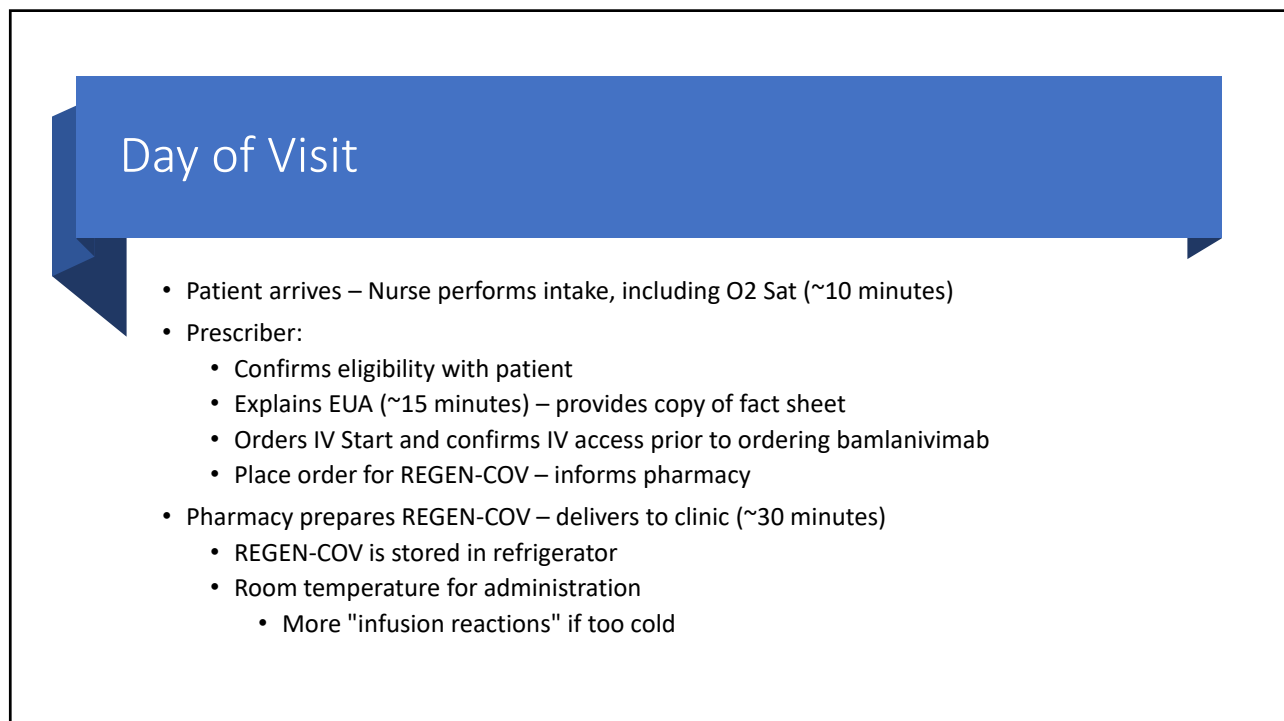 Day of Visit
• Patient arrives – Nurse performs intake, including O2 Sat (~10 minutes)
• Prescriber:
• Confirms eligibility with patient
• Explains EUA (~15 minutes) – provides copy of fact sheet
• Orders IV Start and confirms IV access prior to ordering bamlanivimab
• Place order for REGEN-COV – informs pharmacy
• Pharmacy prepares REGEN-COV – delivers to clinic (~30 minutes)
• REGEN-COV is stored in refrigerator
• Room temperature for administration
• More "infusion reactions" if too cold